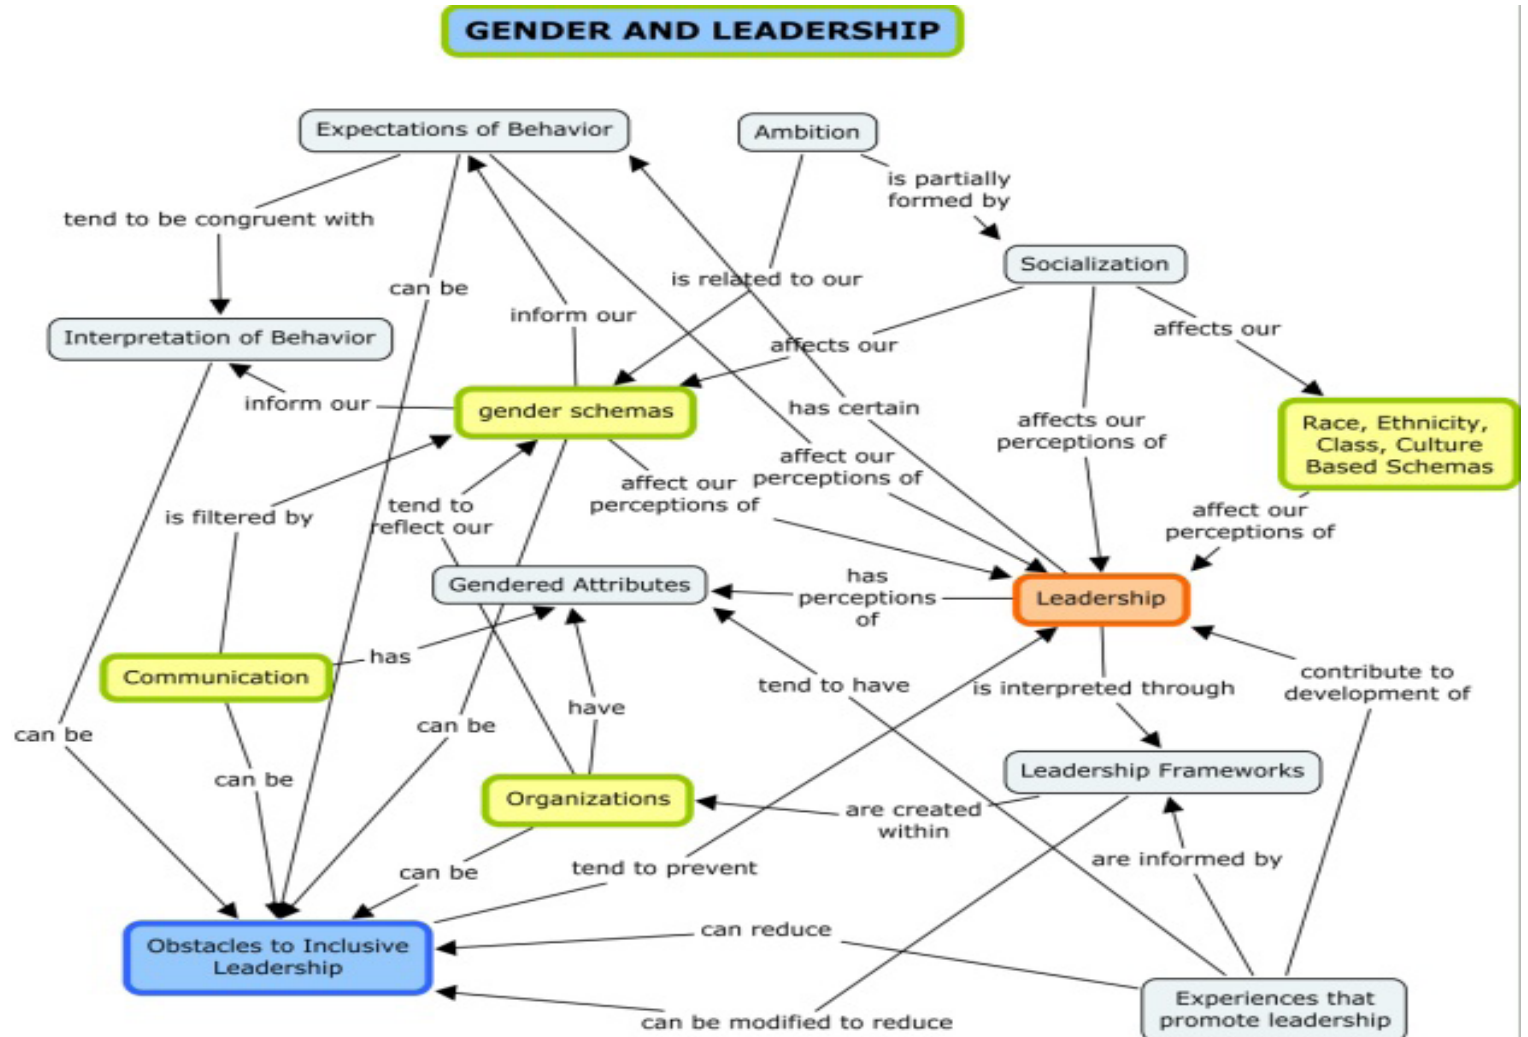 GENDER AND LEADERSHIP
Expectations of Behavior
Ambition
is partially
formed by
tend to be congruent with
Socialization
is related to our
can be
inform our
affects our
Interpretation of Behavior
affects our
inform our
gender schemas
has certain
affects our
perceptions of
Race, Ethnicity,
Class, Culture
Based Schemas
affect our
perceptions of
affect our
perceptions of
is filtered by
tend to
reflect our
affect our
perceptions of
Gendered Attributes
has
perceptions
of
Leadership
has
Communication
tend to have
is interpreted through
contribute to
development of
have
can be
can be
can be
Leadership Frameworks
Organizations
are created
within
can be
tend to prevent
are informed by
can reduce
Obstacles to Inclusive
Leadership
Experiences that
promote leadership
can be modified to reduce